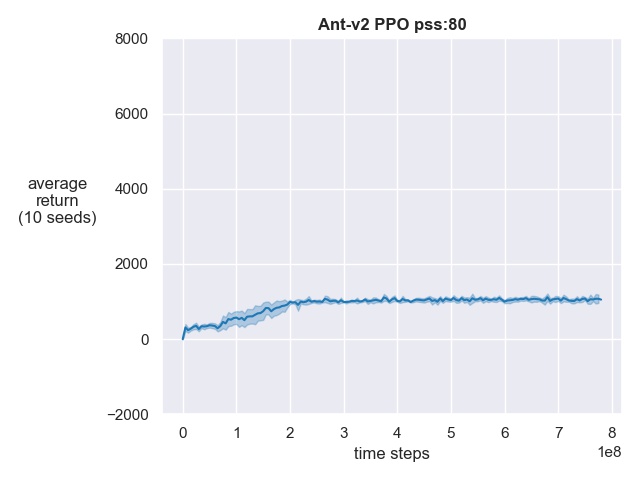 Ant-v2 PPO pss:80
8000
6000
4000
2000
0
−2000
average
return
(10 seeds)
0 1 2 3 4 5 6 7 8
1e8
time steps